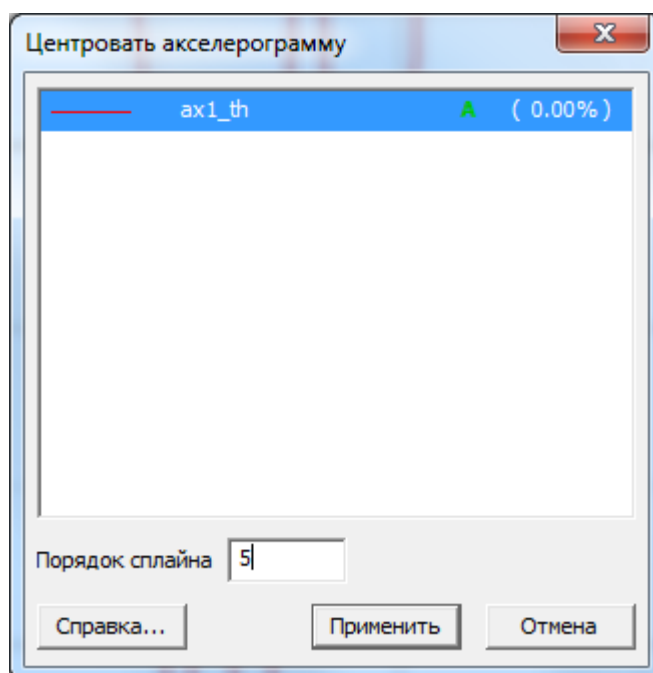 Центровать акселерограмму
ax1_th A ( 0.00% )
Порядок сплайна 5
Справка... Применить Отмена